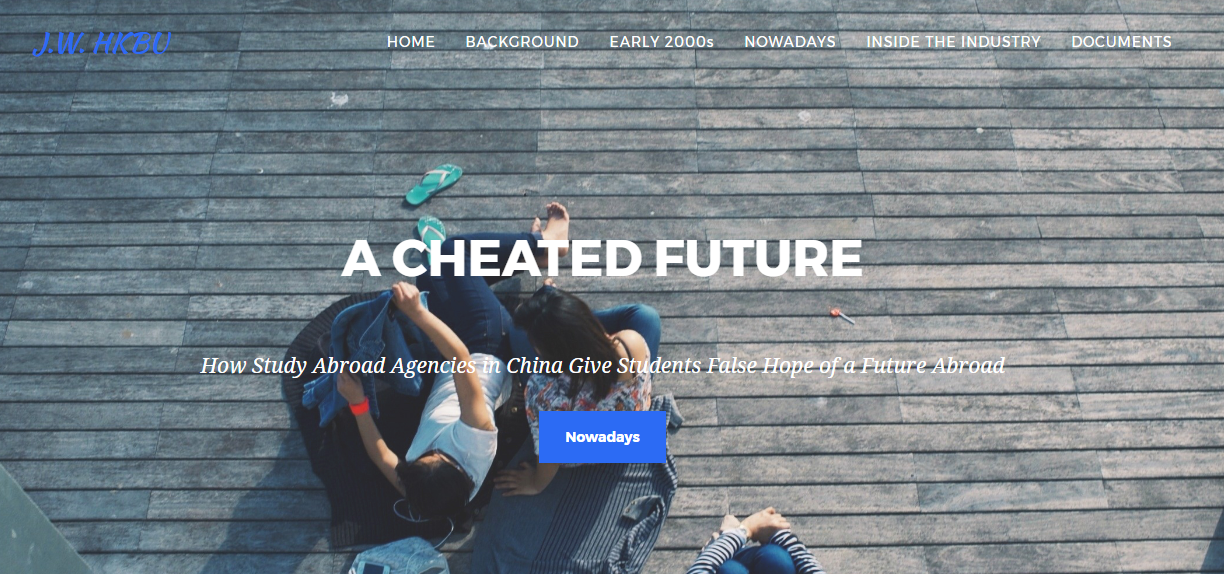 J.W. HKBU
HOME BACKGROUND EARLY 2000s NOWADAYS INSIDE THE INDUSTRY DOCUMENTS
A CHEATED FUTURE
How Study Abroad Agencies in China Give Students False Hope of a Future Abroad
Nowadays